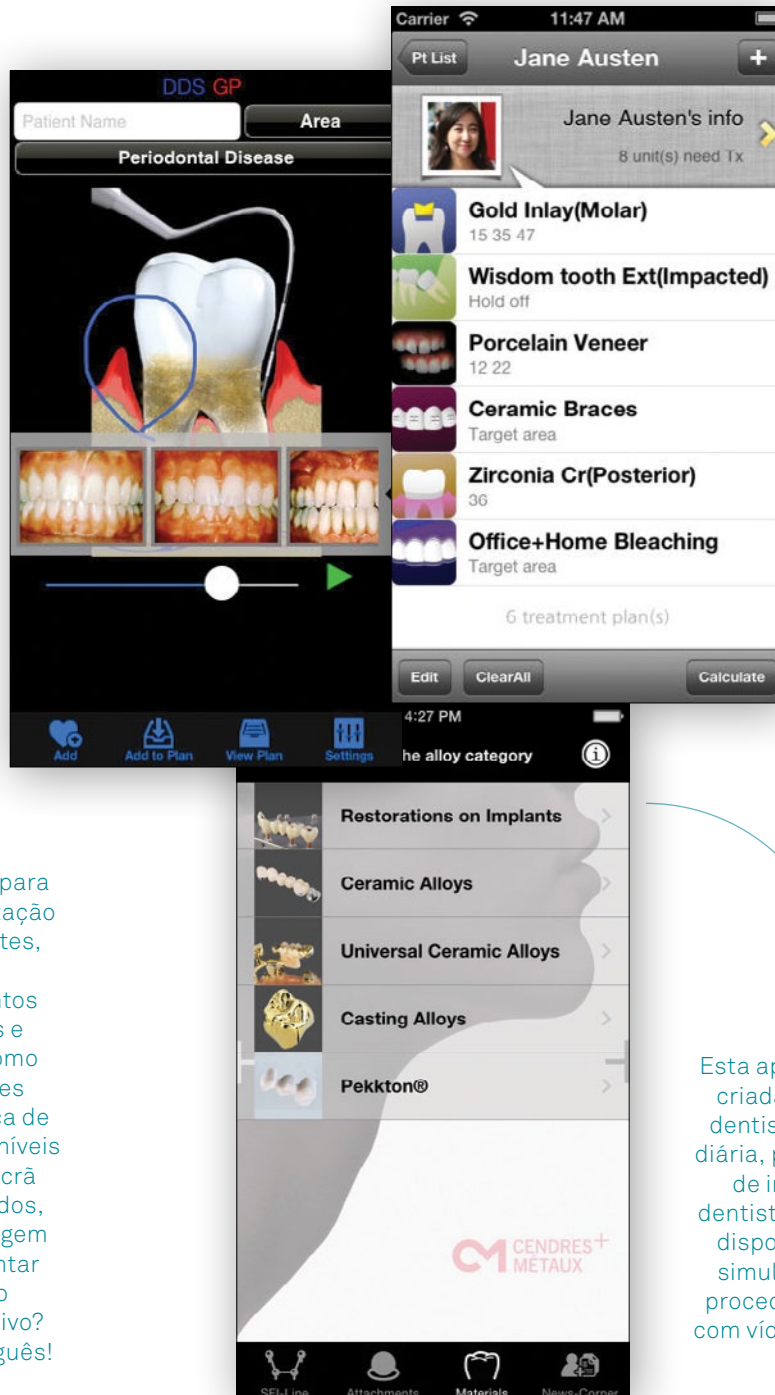 DDS GP
Patient Name
Area
Periodontal Disease
Add
Add to Plan
View Plan
Settings
Carrier
11:47 AM
Pt List
Jane Austen
+
Jane Austen's info
8 unit(s) need Tx
Gold Inlay(Molar)
15 35 47
Wisdom tooth Ext(Impacted)
Hold off
Porcelain Veneer
12 22
Ceramic Braces
Target area
Zirconia Cr(Posterior)
36
Office+Home Bleaching
Target area
6 treatment plan(s)
Edit
ClearAll
Calculate
4:27 PM
he alloy category
Restorations on Implants
Ceramic Alloys
Universal Ceramic Alloys
Casting Alloys
Pekkton®
CM CENDRES+
MÉTAUX
SFI-Line
Attachments
Materials
News-Corner
para
tação
tes,
tos
s e
omo
es
a de
níveis
crã
dos,
gem
ntar
o
ivo?
guês!
Esta ap
criada
dentis
diária, p
de in
dentist
dispo
simul
proced
com víd